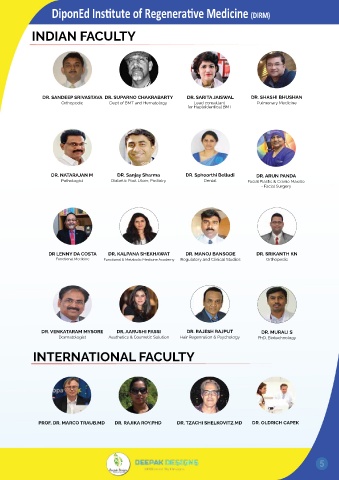 DiponEd Institute of Regenerative Medicine (DIRM)
INDIAN FACULTY
DR. SANDEEP SRIVASTAVA DR. SUPARNO CHAKRABARTY DR. SARITA JAISWAL DR. SHASHI BHUSHAN
Orthopedic Dept of BMT and Hematology Lead consultant Pulmonary Medicine
for Haploidentical BMT
DR. NATARAJAN M DR. Sanjay Sharma DR. Sphoorthi Belludi DR. ARUN PANDA
Pathologist Diabetic Foot Ulcer, Podiatry Dental Facial Plastic & Cranio Maxillo
- Facial Surgery
DR LENNY DA COSTA DR. KALPANA SHEKHAWAT DR. MANOJ BANSODE DR. SRIKANTH KN
Functional Medicine Functional & Metabolic Medicine Academy Regulatory and Clinical Studies Orthopedic
DR. VENKATARAM MYSORE DR. AARUSHI PASSI DR. RAJESH RAJPUT DR. MURALI S
Dermatologist Aesthetics & Cosmetic Solution Hair Regeneration & Psychology PhD, Biotechnology
INTERNATIONAL FACULTY
PROF. DR. MARCO TRAUB.MD DR. RAJIKA ROY.PHD DR. TZACHI SHELKOVITZ.MD DR. OLDRICH CAPEK
DEEPAK DESIGNS
5